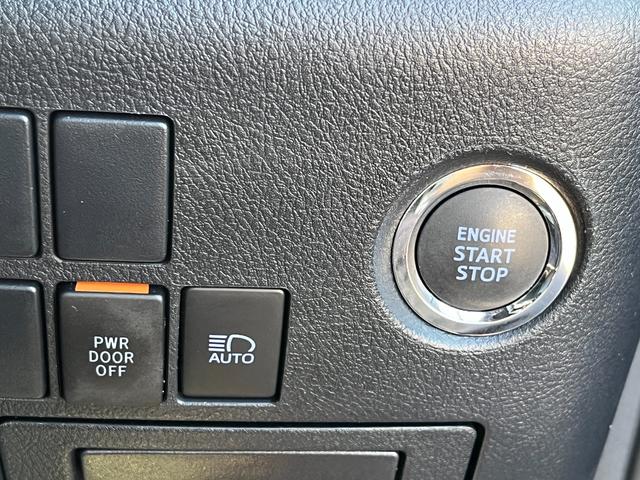 ENGINE
START
STOP
PWR
DOOR
OFF
AUTO